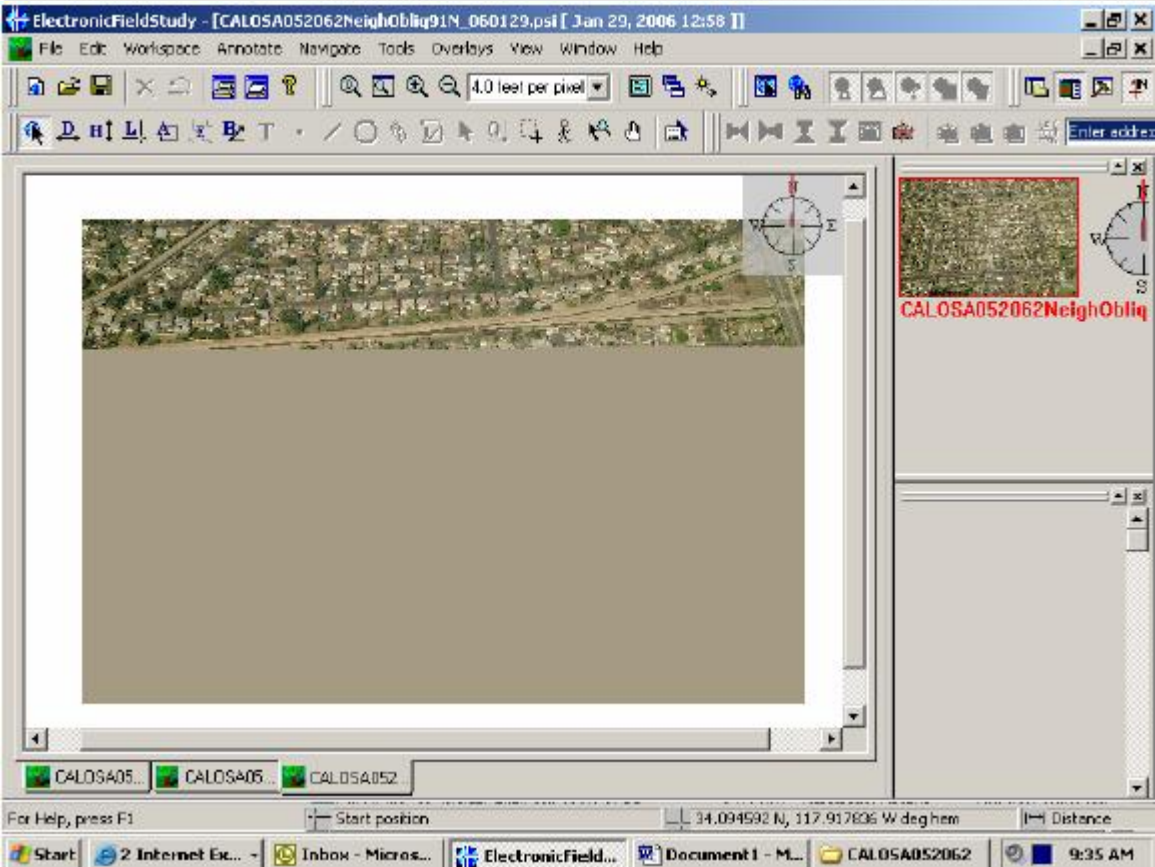 ElectronicFieldStudy - [CALOSA052062NeighObliq91N_060129.psi [ Jan 29, 2006 12:58 ]]
File Edit Workspace Annotate Navigate Tools Overlays View Window Help
4.0 feet per pixel
D H L B T Enter addres
N
W E
S
N
W
S
CALOSA052062NeighObliq
CALOSA05... CALOSA05... CALOSA052...
For Help, press F1 Start position 34.094592 N, 117.917836 W deg hem Distance
Start 2 Internet Ex... Inbox - Micros... ElectronicField... Document1 - M... CALOSA052062 9:35 AM